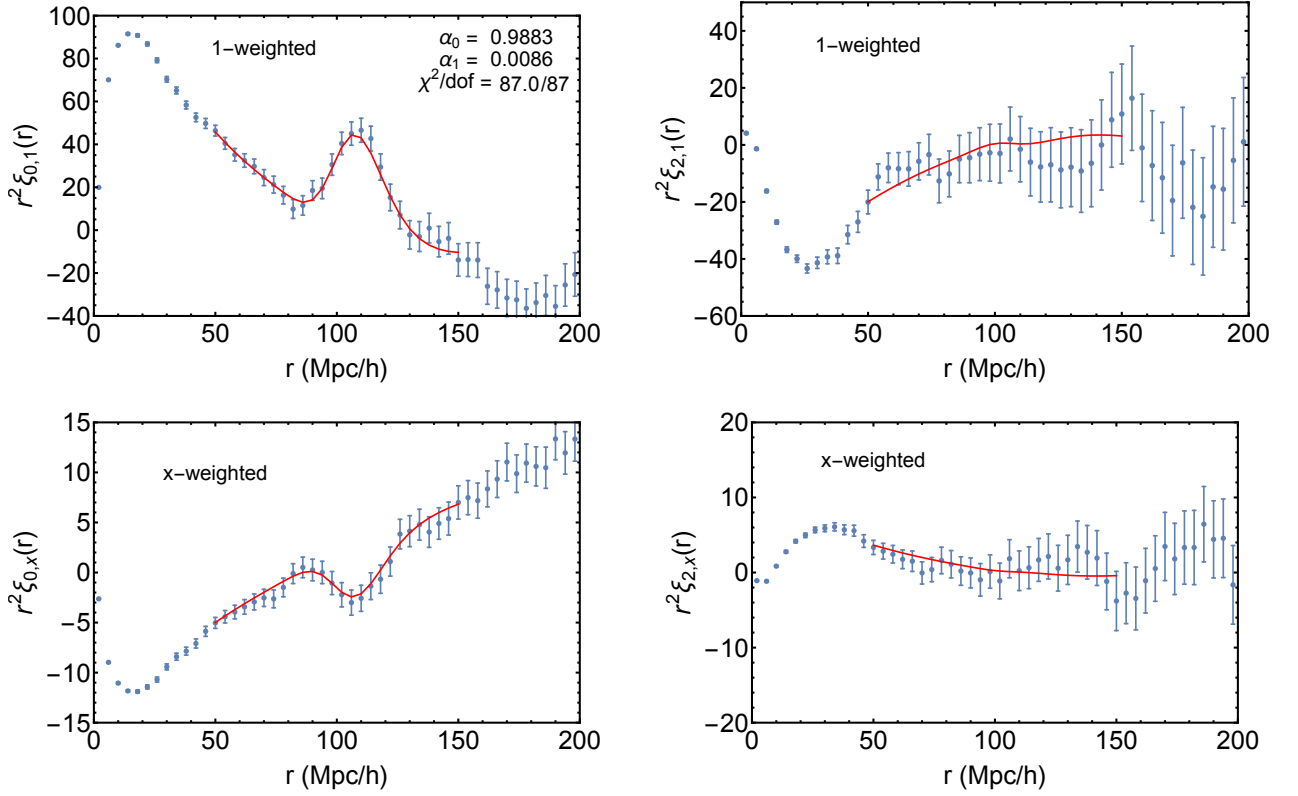 100
80
60
40
20
0
−20
−40
r²ξ₀,₁(r)
1−weighted
α₀ = 0.9883
α₁ = 0.0086
χ²/dof = 87.0/87
0 50 100 150 200
r (Mpc/h)
40
20
0
−20
−40
−60
r²ξ₂,₁(r)
1−weighted
0 50 100 150 200
r (Mpc/h)
15
10
5
0
−5
−10
−15
r²ξ₀,ₓ(r)
x−weighted
0 50 100 150 200
r (Mpc/h)
20
10
0
−10
−20
r²ξ₂,ₓ(r)
x−weighted
0 50 100 150 200
r (Mpc/h)